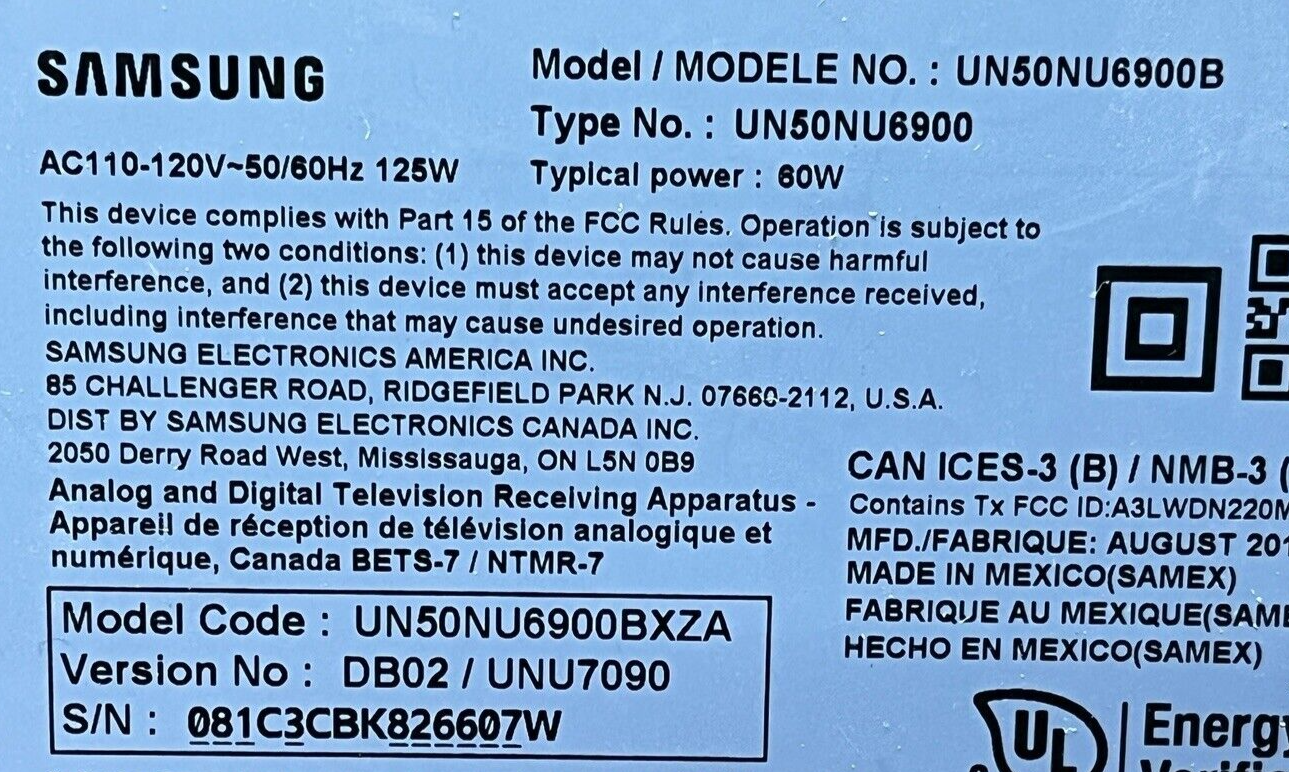 SAMSUNG
Model / MODELE NO. : UN50NU6900B
Type No. : UN50NU6900
AC110-120V~50/60Hz 125W
Typical power : 60W
This device complies with Part 15 of the FCC Rules. Operation is subject to
the following two conditions: (1) this device may not cause harmful
interference, and (2) this device must accept any interference received,
including interference that may cause undesired operation.
SAMSUNG ELECTRONICS AMERICA INC.
85 CHALLENGER ROAD, RIDGEFIELD PARK N.J. 07660-2112, U.S.A.
DIST BY SAMSUNG ELECTRONICS CANADA INC.
2050 Derry Road West, Mississauga, ON L5N 0B9
Analog and Digital Television Receiving Apparatus -
Appareil de réception de télévision analogique et
numérique, Canada BETS-7 / NTMR-7
Model Code : UN50NU6900BXZA
Version No : DB02 / UNU7090
S/N : 081C3CBK826607W
CAN ICES-3 (B) / NMB-3 (
Contains Tx FCC ID:A3LWDN220M
MFD./FABRIQUE: AUGUST 201
MADE IN MEXICO(SAMEX)
FABRIQUE AU MEXIQUE(SAME
HECHO EN MEXICO(SAMEX)
UL
Energy